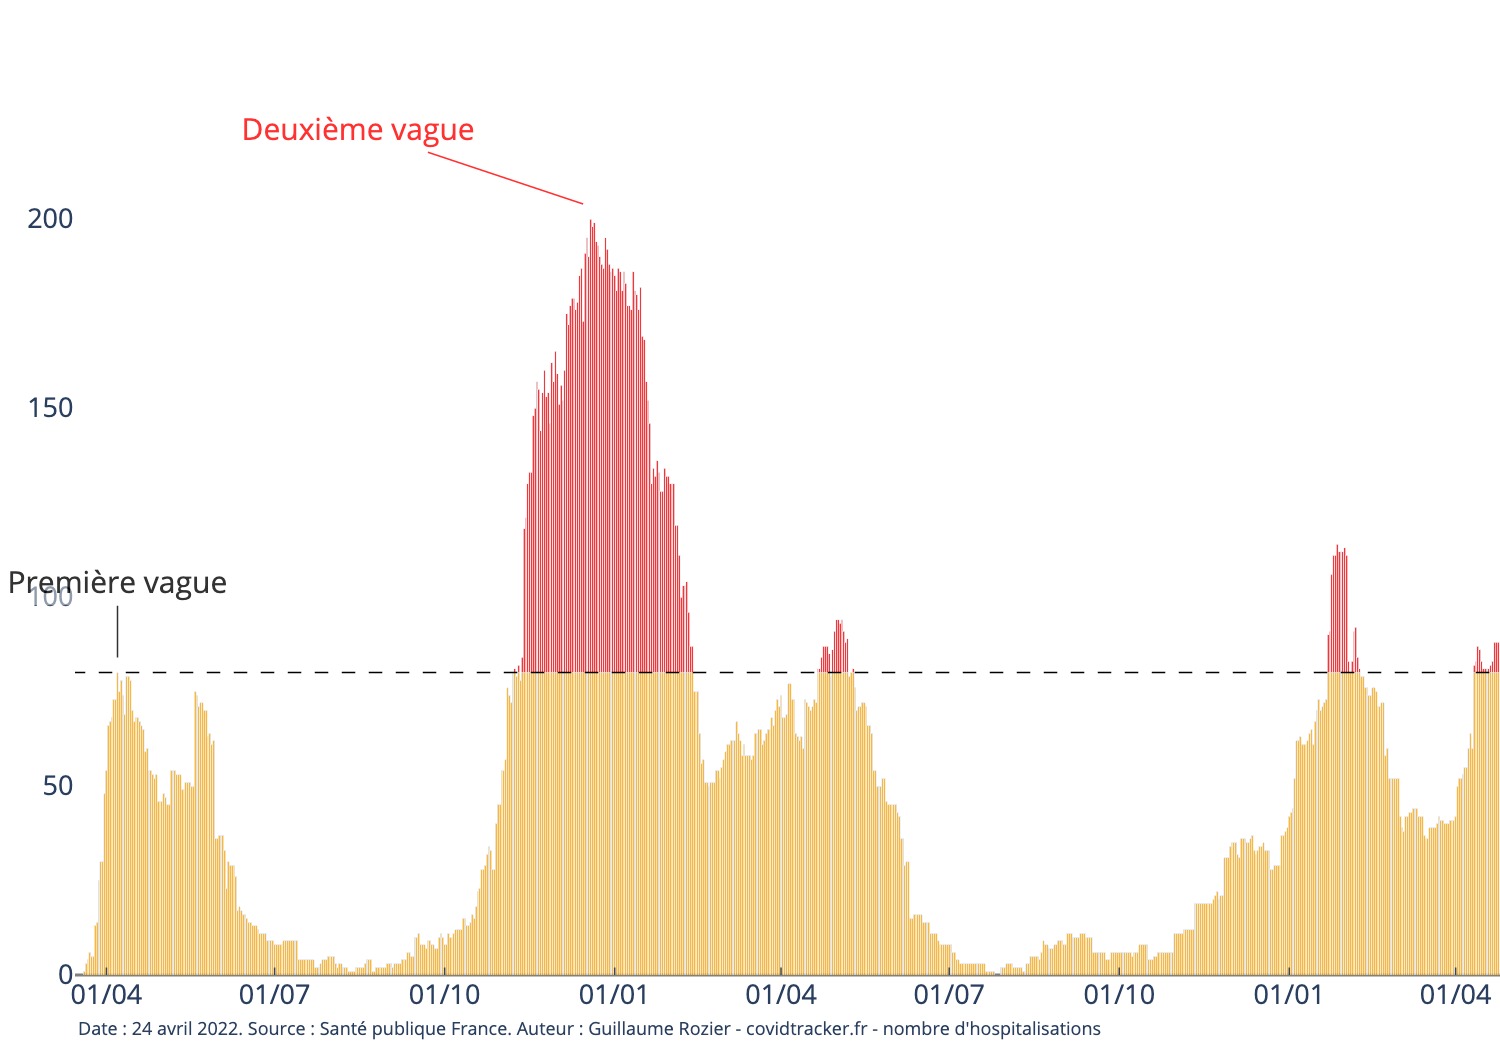 Deuxième vague
200
150
Première vague
100
50
0
01/04 01/07 01/10 01/01 01/04 01/07 01/10 01/01 01/04
Date : 24 avril 2022. Source : Santé publique France. Auteur : Guillaume Rozier - covidtracker.fr - nombre d'hospitalisations